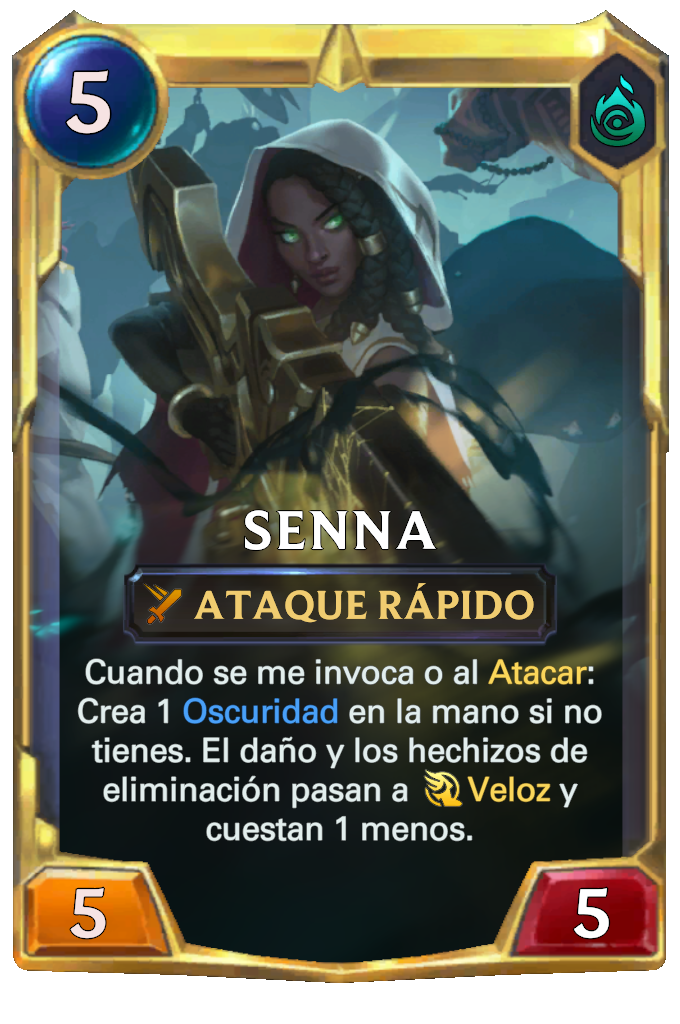 5
SENNA
ATAQUE RÁPIDO
Cuando se me invoca o al Atacar:
Crea 1 Oscuridad en la mano si no
tienes. El daño y los hechizos de
eliminación pasan a Veloz y
cuestan 1 menos.
5
5